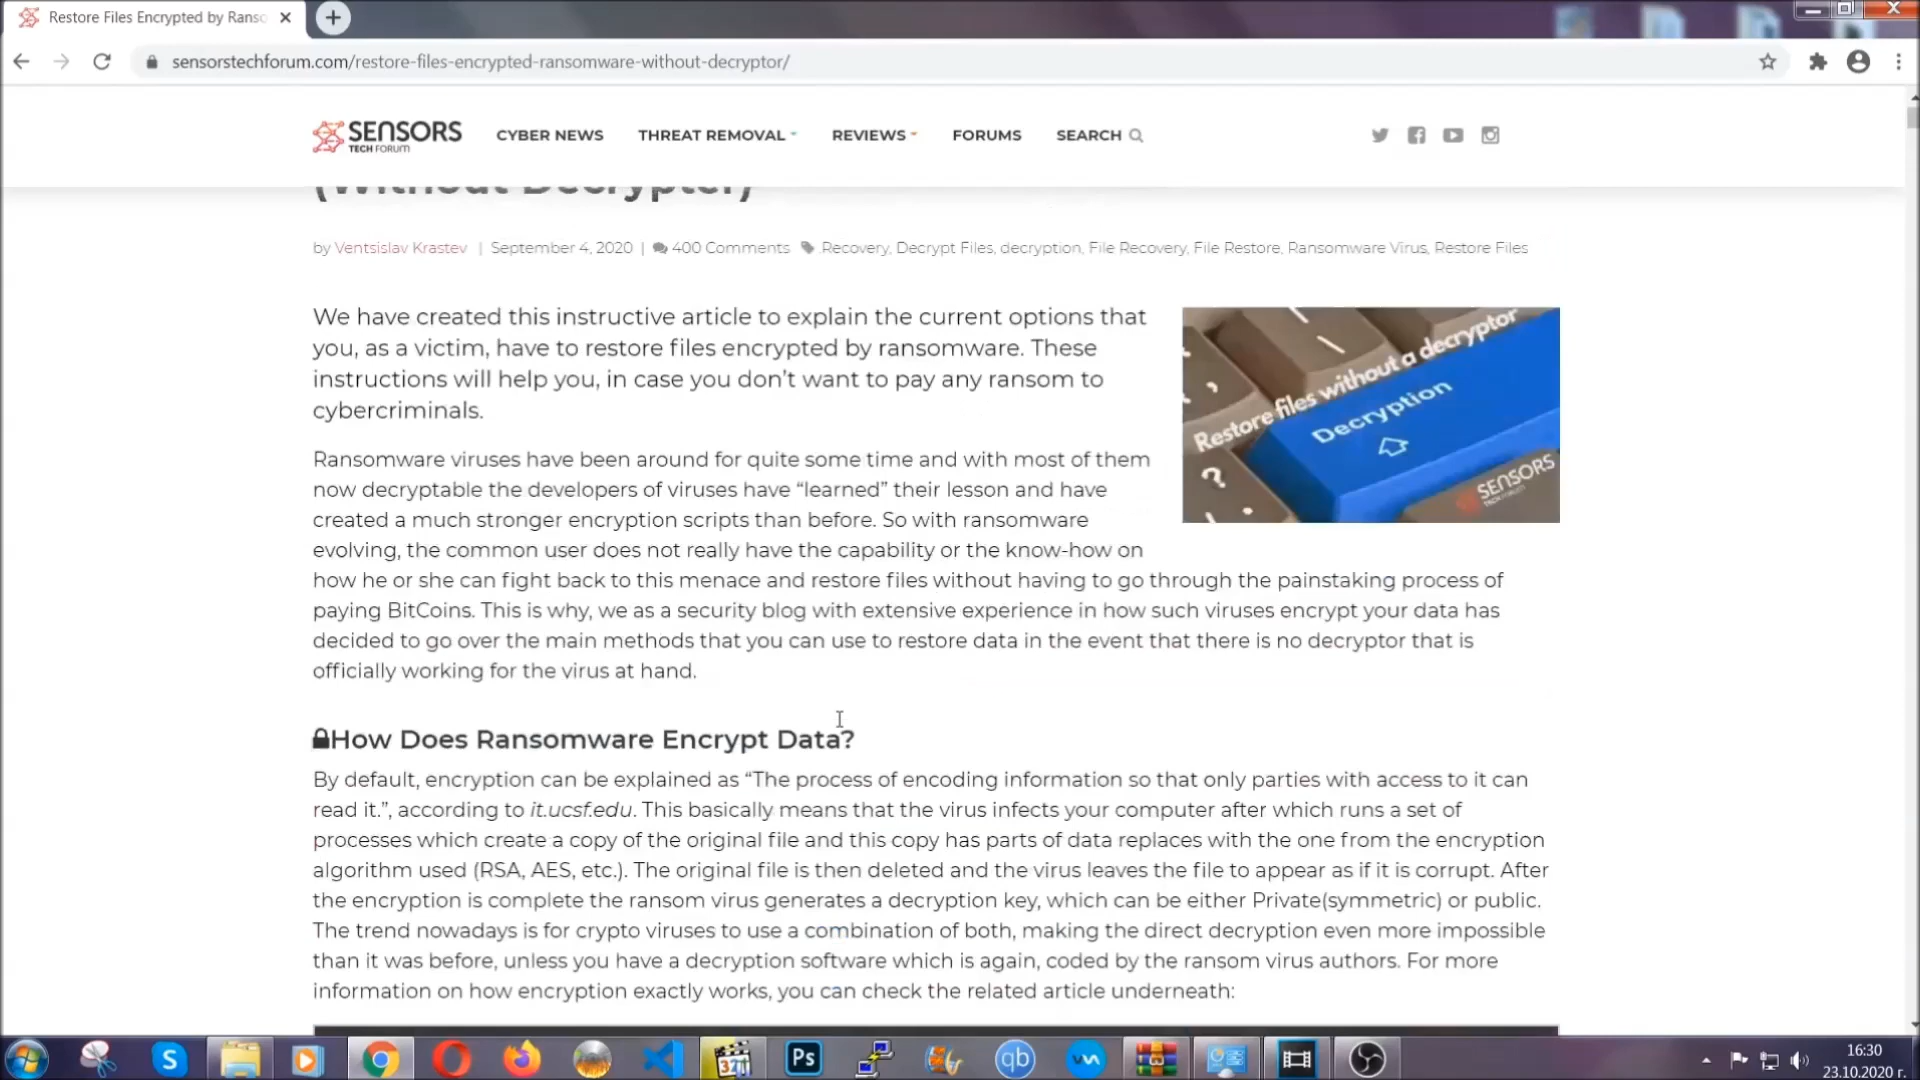 Restore Files Encrypted by Ranso
sensorstechforum.com/restore-files-encrypted-ransomware-without-decryptor/
SENSORS
TECH FORUM
CYBER NEWS THREAT REMOVAL REVIEWS FORUMS SEARCH
(Without Decrypter)
by Ventsislav Krastev | September 4, 2020 | 400 Comments Recovery, Decrypt Files, decryption, File Recovery, File Restore, Ransomware Virus, Restore Files
We have created this instructive article to explain the current options that
you, as a victim, have to restore files encrypted by ransomware. These
instructions will help you, in case you don't want to pay any ransom to
cybercriminals.
Restore files without a decryptor
Decryption
SENSORS
TECH FORUM
Ransomware viruses have been around for quite some time and with most of them
now decryptable the developers of viruses have “learned” their lesson and have
created a much stronger encryption scripts than before. So with ransomware
evolving, the common user does not really have the capability or the know-how on
how he or she can fight back to this menace and restore files without having to go through the painstaking process of
paying BitCoins. This is why, we as a security blog with extensive experience in how such viruses encrypt your data has
decided to go over the main methods that you can use to restore data in the event that there is no decryptor that is
officially working for the virus at hand.
How Does Ransomware Encrypt Data?
By default, encryption can be explained as “The process of encoding information so that only parties with access to it can
read it.”, according to it.ucsf.edu. This basically means that the virus infects your computer after which runs a set of
processes which create a copy of the original file and this copy has parts of data replaces with the one from the encryption
algorithm used (RSA, AES, etc.). The original file is then deleted and the virus leaves the file to appear as if it is corrupt. After
the encryption is complete the ransom virus generates a decryption key, which can be either Private(symmetric) or public.
The trend nowadays is for crypto viruses to use a combination of both, making the direct decryption even more impossible
than it was before, unless you have a decryption software which is again, coded by the ransom virus authors. For more
information on how encryption exactly works, you can check the related article underneath:
S
Ps
qb
16:30
23.10.2020 г.